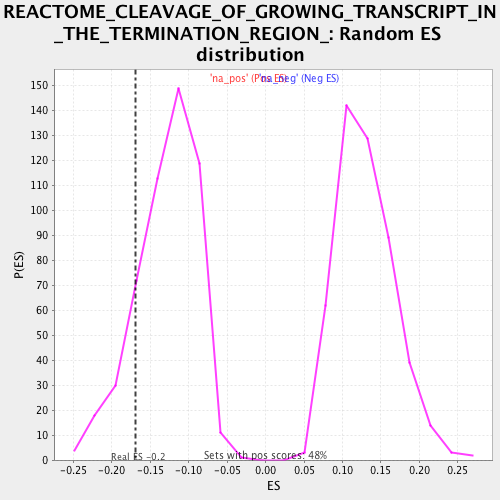 REACTOME_CLEAVAGE_OF_GROWING_TRANSCRIPT_IN
_THE_TERMINATION_REGION_: Random ES
distribution
'na_pos' (Pos ES) 'na_neg' (Neg ES)
150
140
130
120
110
100
90
80
70
60
50
40
30
20
10
0
P(ES)
Real ES -0.2
Sets with pos scores: 48%
-0.25 -0.20 -0.15 -0.10 -0.05 0.00 0.05 0.10 0.15 0.20 0.25
ES